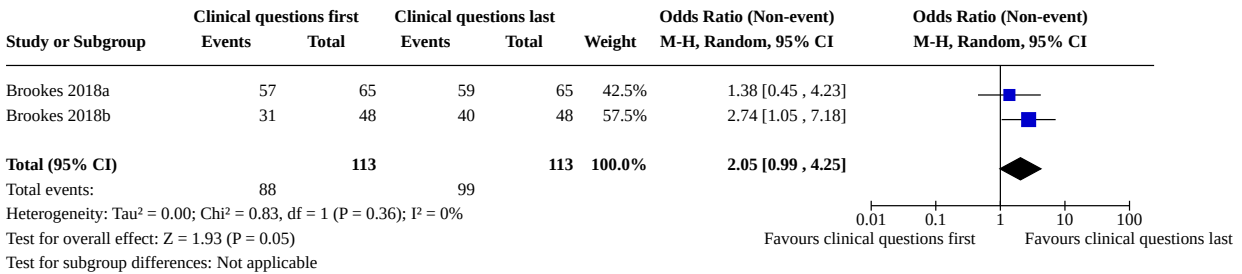 Clinical questions first Clinical questions last Odds Ratio (Non-event) Odds Ratio (Non-event)
Study or Subgroup Events Total Events Total Weight M-H, Random, 95% CI M-H, Random, 95% CI
Brookes 2018a 57 65 59 65 42.5% 1.38 [0.45 , 4.23]
Brookes 2018b 31 48 40 48 57.5% 2.74 [1.05 , 7.18]
Total (95% CI) 113 113 100.0% 2.05 [0.99 , 4.25]
Total events: 88 99
Heterogeneity: Tau² = 0.00; Chi² = 0.83, df = 1 (P = 0.36); I² = 0%
0.01 0.1 1 10 100
Test for overall effect: Z = 1.93 (P = 0.05) Favours clinical questions first Favours clinical questions last
Test for subgroup differences: Not applicable